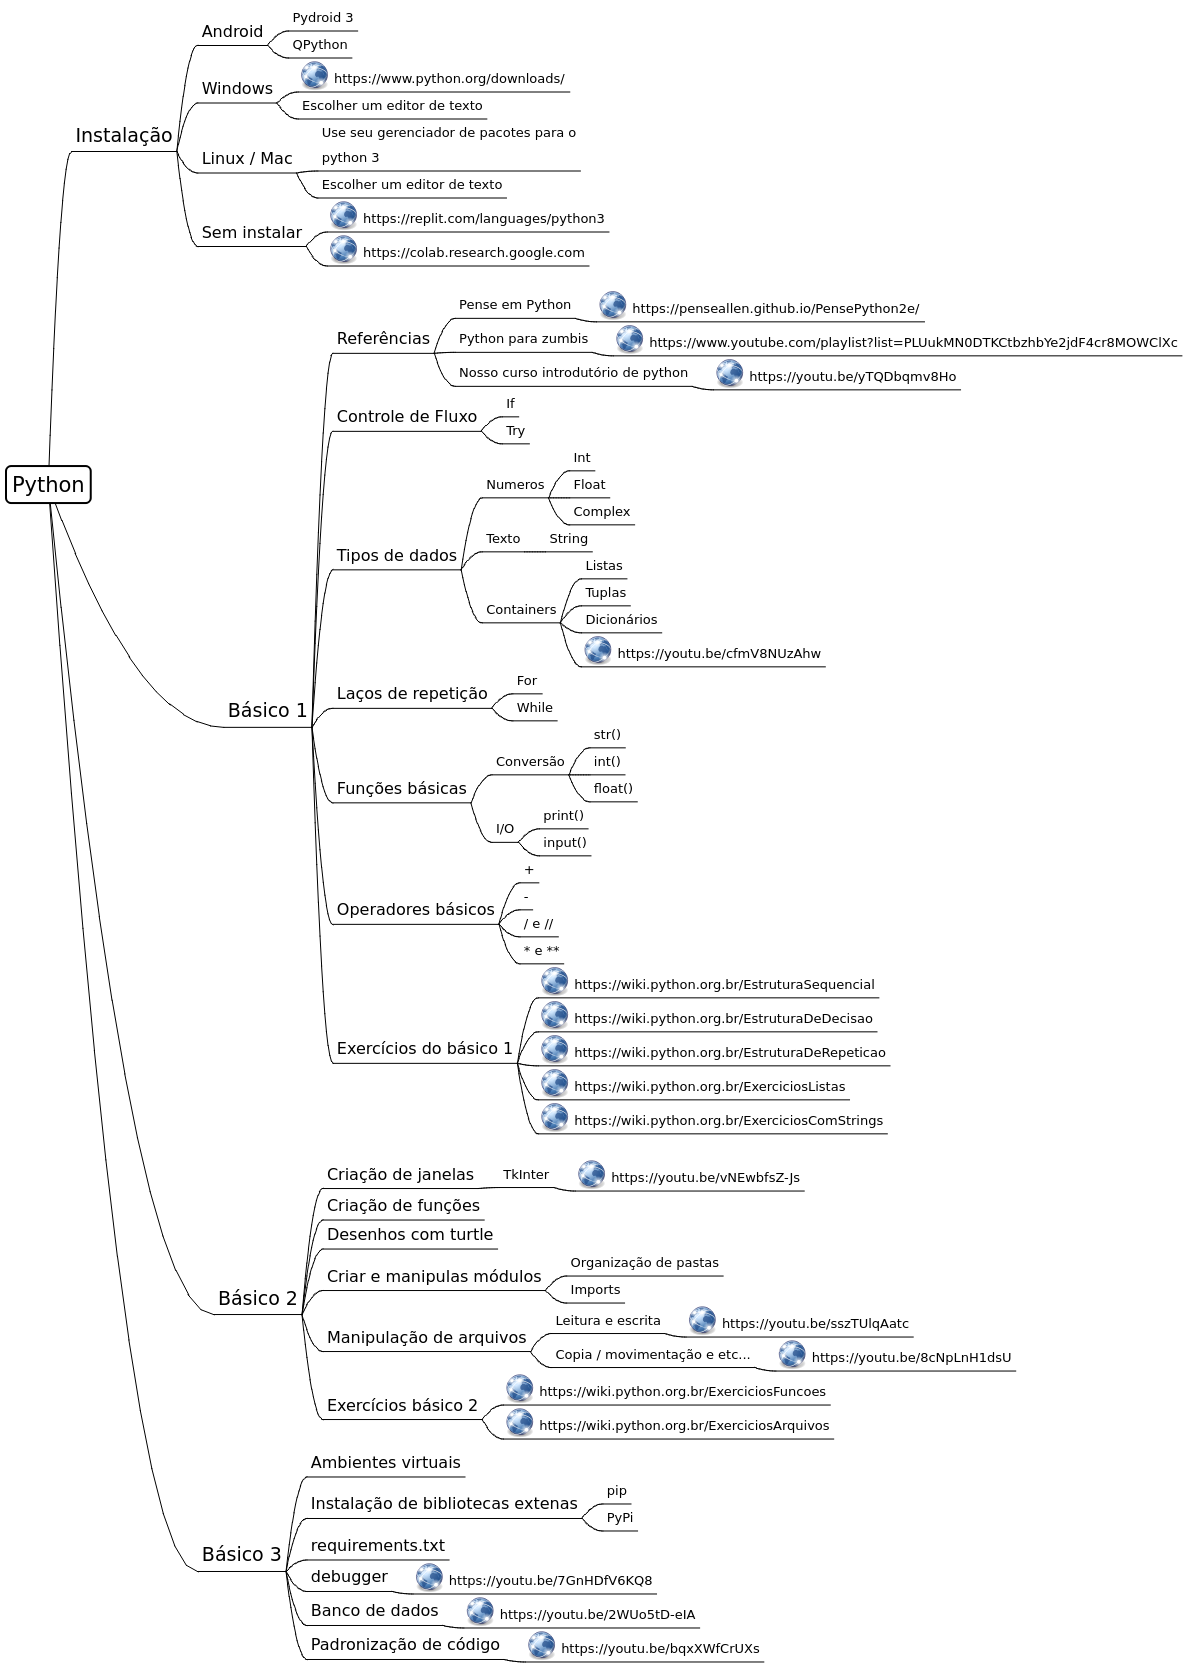 Python
Instalação
Android
Pydroid 3
QPython
Windows
https://www.python.org/downloads/
Escolher um editor de texto
Linux / Mac
Use seu gerenciador de pacotes para o
python 3
Escolher um editor de texto
Sem instalar
https://replit.com/languages/python3
https://colab.research.google.com
Básico 1
Referências
Pense em Python
https://penseallen.github.io/PensePython2e/
Python para zumbis
https://www.youtube.com/playlist?list=PLUukMN0DTKCtbzhbYe2jdF4cr8MOWClXc
Nosso curso introdutório de python
https://youtu.be/yTQDbqmv8Ho
Controle de Fluxo
If
Try
Tipos de dados
Numeros
Int
Float
Complex
Texto
String
Containers
Listas
Tuplas
Dicionários
https://youtu.be/cfmV8NUzAhw
Laços de repetição
For
While
Funções básicas
Conversão
str()
int()
float()
I/O
print()
input()
Operadores básicos
+
-
/ e //
* e **
Exercícios do básico 1
https://wiki.python.org.br/EstruturaSequencial
https://wiki.python.org.br/EstruturaDeDecisao
https://wiki.python.org.br/EstruturaDeRepeticao
https://wiki.python.org.br/ExerciciosListas
https://wiki.python.org.br/ExerciciosComStrings
Básico 2
Criação de janelas
TkInter
https://youtu.be/vNEwbfsZ-Js
Criação de funções
Desenhos com turtle
Criar e manipulas módulos
Organização de pastas
Imports
Manipulação de arquivos
Leitura e escrita
https://youtu.be/sszTUlqAatc
Copia / movimentação e etc...
https://youtu.be/8cNpLnH1dsU
Exercícios básico 2
https://wiki.python.org.br/ExerciciosFuncoes
https://wiki.python.org.br/ExerciciosArquivos
Básico 3
Ambientes virtuais
Instalação de bibliotecas extenas
pip
PyPi
requirements.txt
debugger
https://youtu.be/7GnHDfV6KQ8
Banco de dados
https://youtu.be/2WUo5tD-eIA
Padronização de código
https://youtu.be/bqxXWfCrUXs